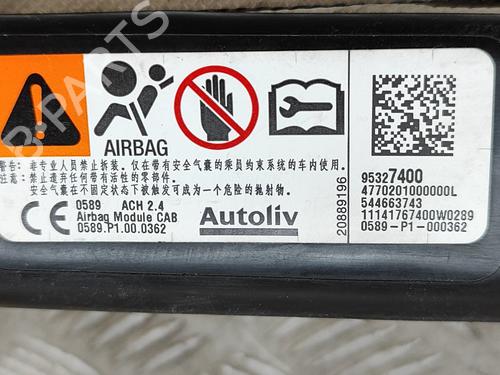 AIRBAG
警告：非专业人员禁止拆装。仅在带有安全气囊的乘员约束系统的车内使用。
禁止遗弃任何带有活性的零部件。
安全气囊在不固定状态下被触发可成为一个危险的抛射物。
CE 0589 ACH 2.4
Airbag Module CAB
0589.P1.00.0362
Autoliv
20889196
95327400
4770201000000L
544663743
11141767400W0289
0589-P1-000362